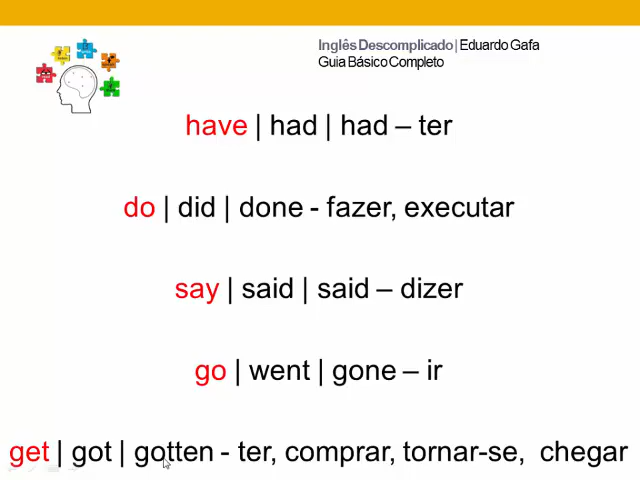 Inglês Descomplicado | Eduardo Gafa
Guia Básico Completo
have | had | had – ter
do | did | done - fazer, executar
say | said | said – dizer
go | went | gone – ir
get | got | gotten - ter, comprar, tornar-se, chegar